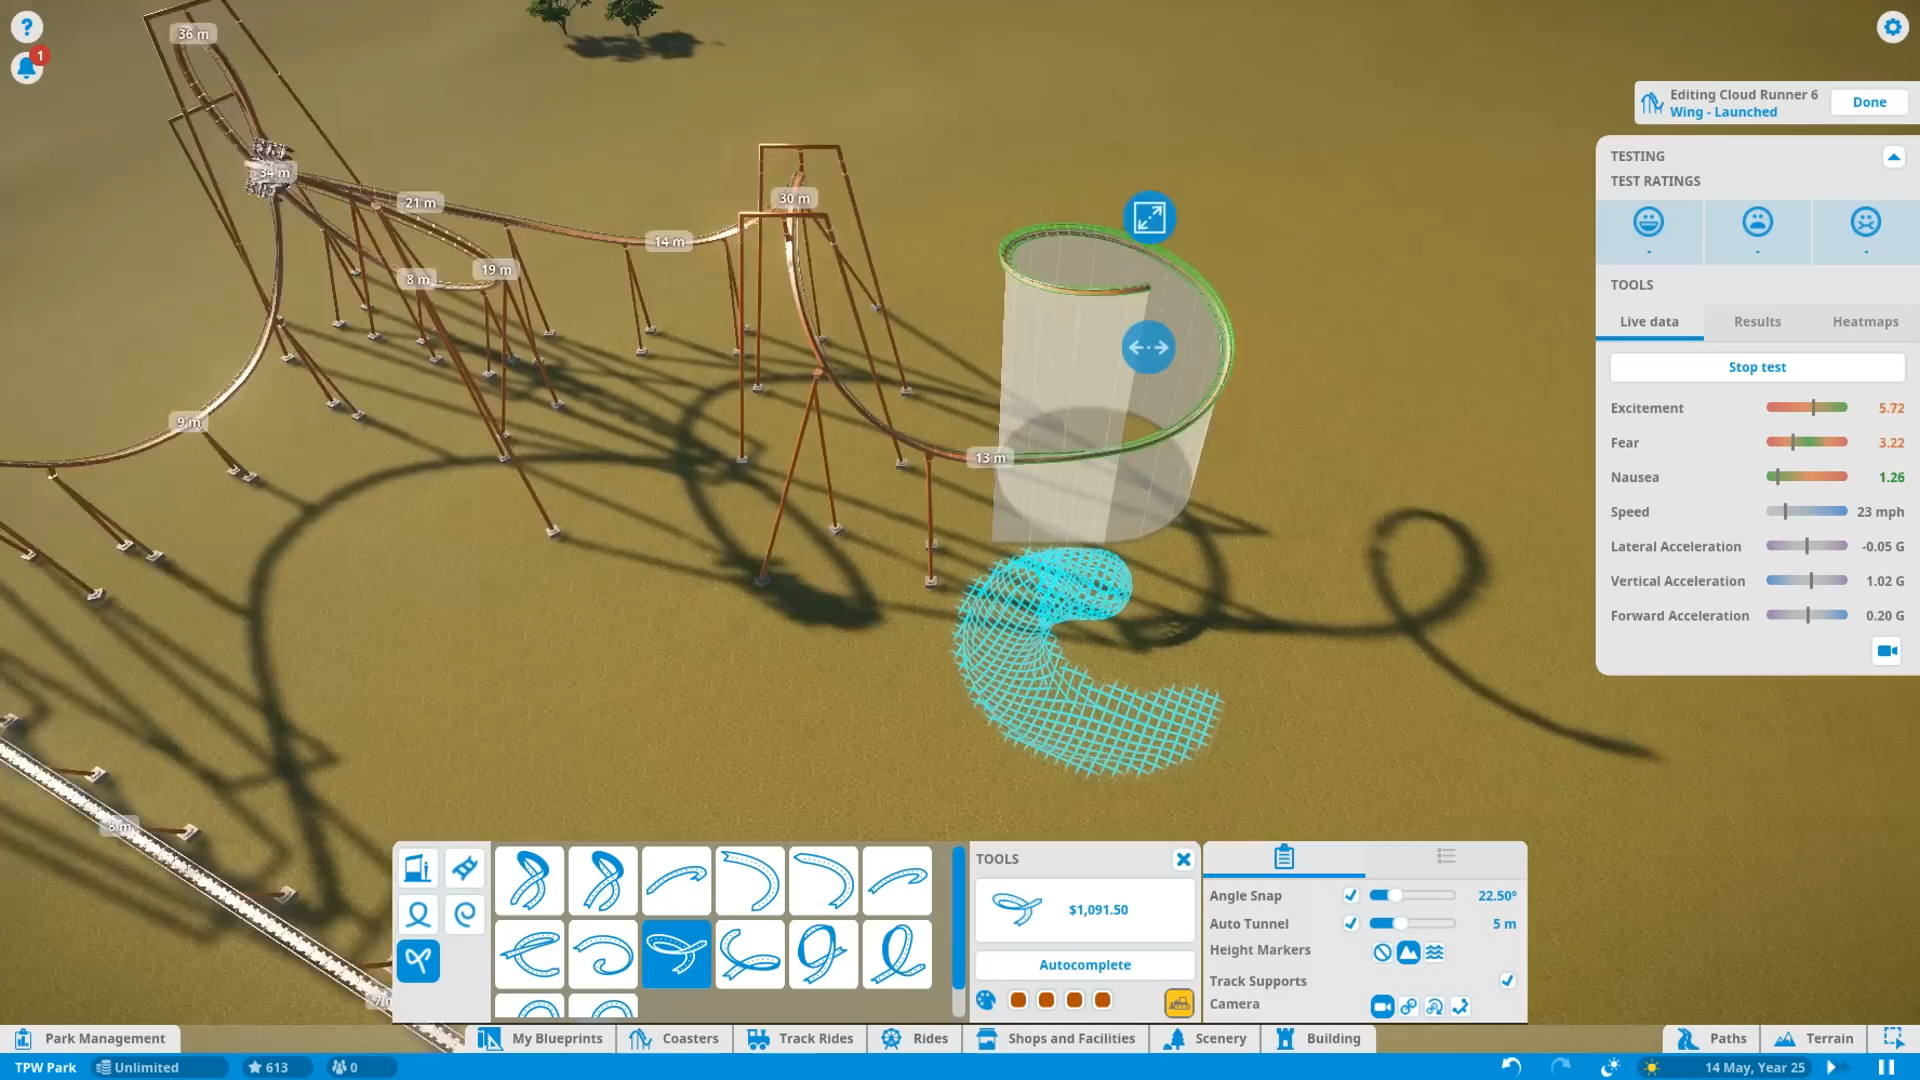 ?
1
36 m
34 m
21 m
14 m
30 m
8 m
19 m
9 m
13 m
8 m
Editing Cloud Runner 6
Wing - Launched
Done
TESTING
TEST RATINGS
-
-
-
TOOLS
Live data
Results
Heatmaps
Stop test
Excitement
5.72
Fear
3.22
Nausea
1.26
Speed
23 mph
Lateral Acceleration
-0.05 G
Vertical Acceleration
1.02 G
Forward Acceleration
0.20 G
TOOLS
$1,091.50
Autocomplete
Angle Snap
22.50°
Auto Tunnel
5 m
Height Markers
Track Supports
Camera
Park Management
My Blueprints
Coasters
Track Rides
Rides
Shops and Facilities
Scenery
Building
Paths
Terrain
TPW Park
Unlimited
613
0
14 May, Year 25